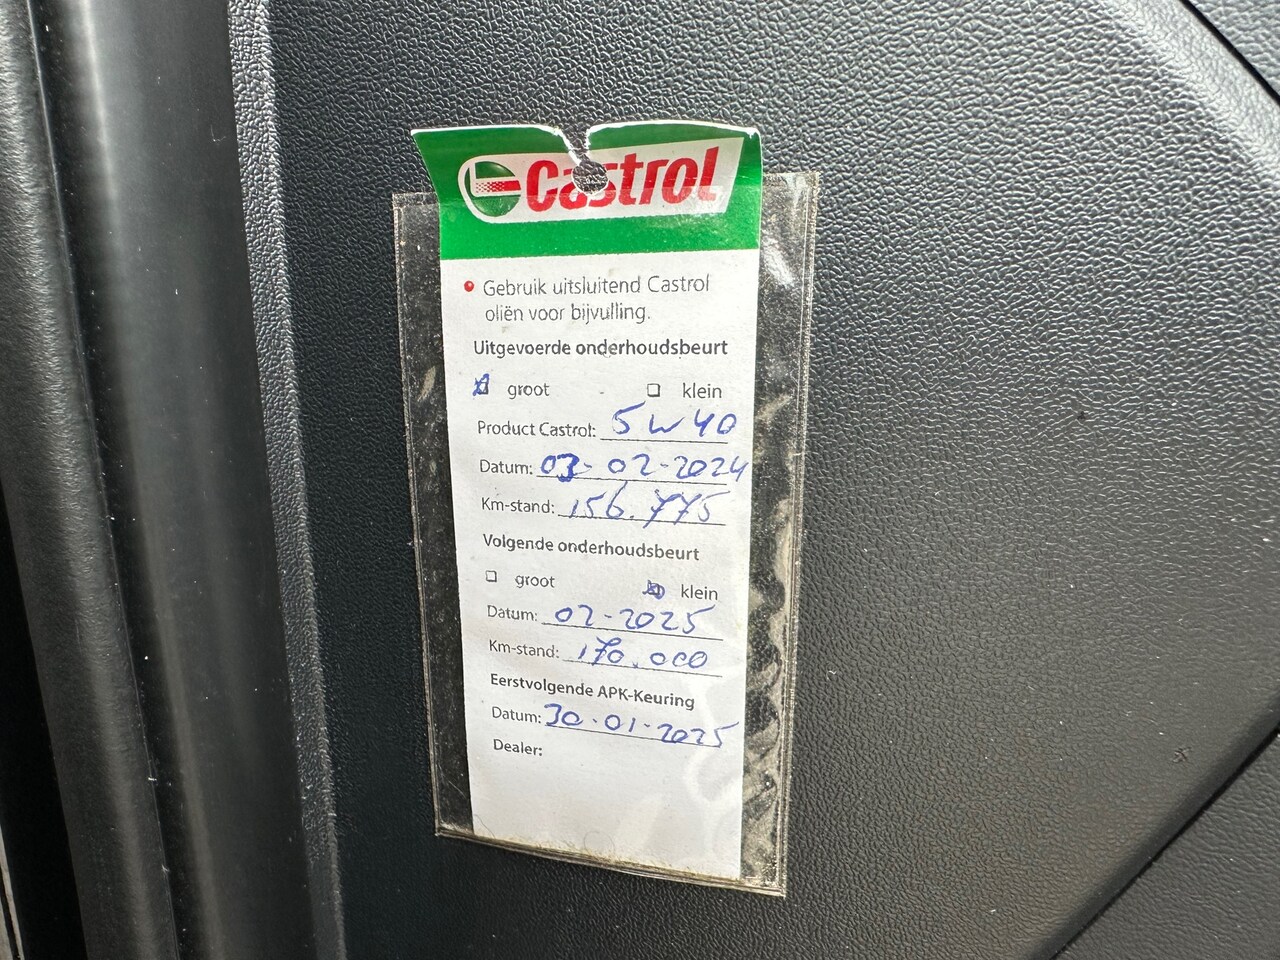 Castrol
Gebruik uitsluitend Castrol
oliën voor bijvulling.
Uitgevoerde onderhoudsbeurt
groot klein
Product Castrol: 5W40
Datum: 03-02-2024
Km-stand: 156.775
Volgende onderhoudsbeurt
groot klein
Datum: 02-2025
Km-stand: 170.000
Eerstvolgende APK-Keuring
Datum: 30-01-2025
Dealer: